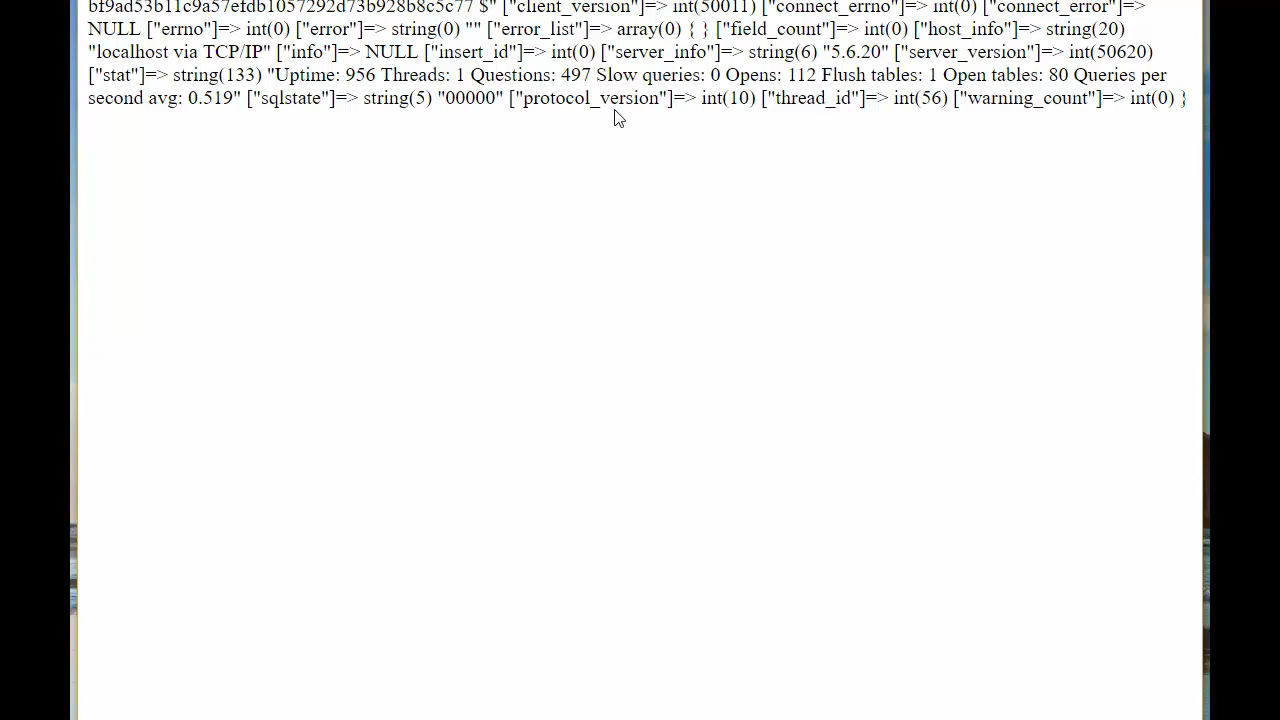 bf9ad53b11c9a57efdb1057292d73b928b8c5c77 $" ["client_version"]=> int(50011) ["connect_errno"]=> int(0) ["connect_error"]=>
NULL ["errno"]=> int(0) ["error"]=> string(0) "" ["error_list"]=> array(0) { } ["field_count"]=> int(0) ["host_info"]=> string(20)
"localhost via TCP/IP" ["info"]=> NULL ["insert_id"]=> int(0) ["server_info"]=> string(6) "5.6.20" ["server_version"]=> int(50620)
["stat"]=> string(133) "Uptime: 956 Threads: 1 Questions: 497 Slow queries: 0 Opens: 112 Flush tables: 1 Open tables: 80 Queries per
second avg: 0.519" ["sqlstate"]=> string(5) "00000" ["protocol_version"]=> int(10) ["thread_id"]=> int(56) ["warning_count"]=> int(0) }